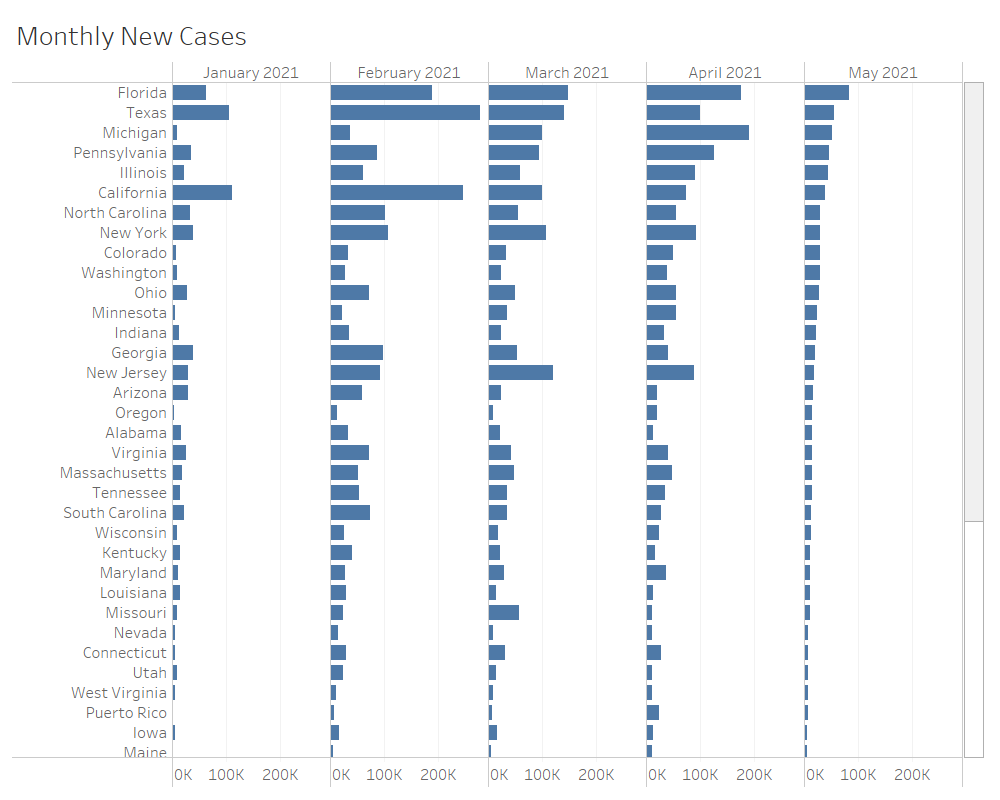 Monthly New Cases
January 2021 February 2021 March 2021 April 2021 May 2021
Florida
Texas
Michigan
Pennsylvania
Illinois
California
North Carolina
New York
Colorado
Washington
Ohio
Minnesota
Indiana
Georgia
New Jersey
Arizona
Oregon
Alabama
Virginia
Massachusetts
Tennessee
South Carolina
Wisconsin
Kentucky
Maryland
Louisiana
Missouri
Nevada
Connecticut
Utah
West Virginia
Puerto Rico
Iowa
Maine
0K 100K 200K 0K 100K 200K 0K 100K 200K 0K 100K 200K 0K 100K 200K